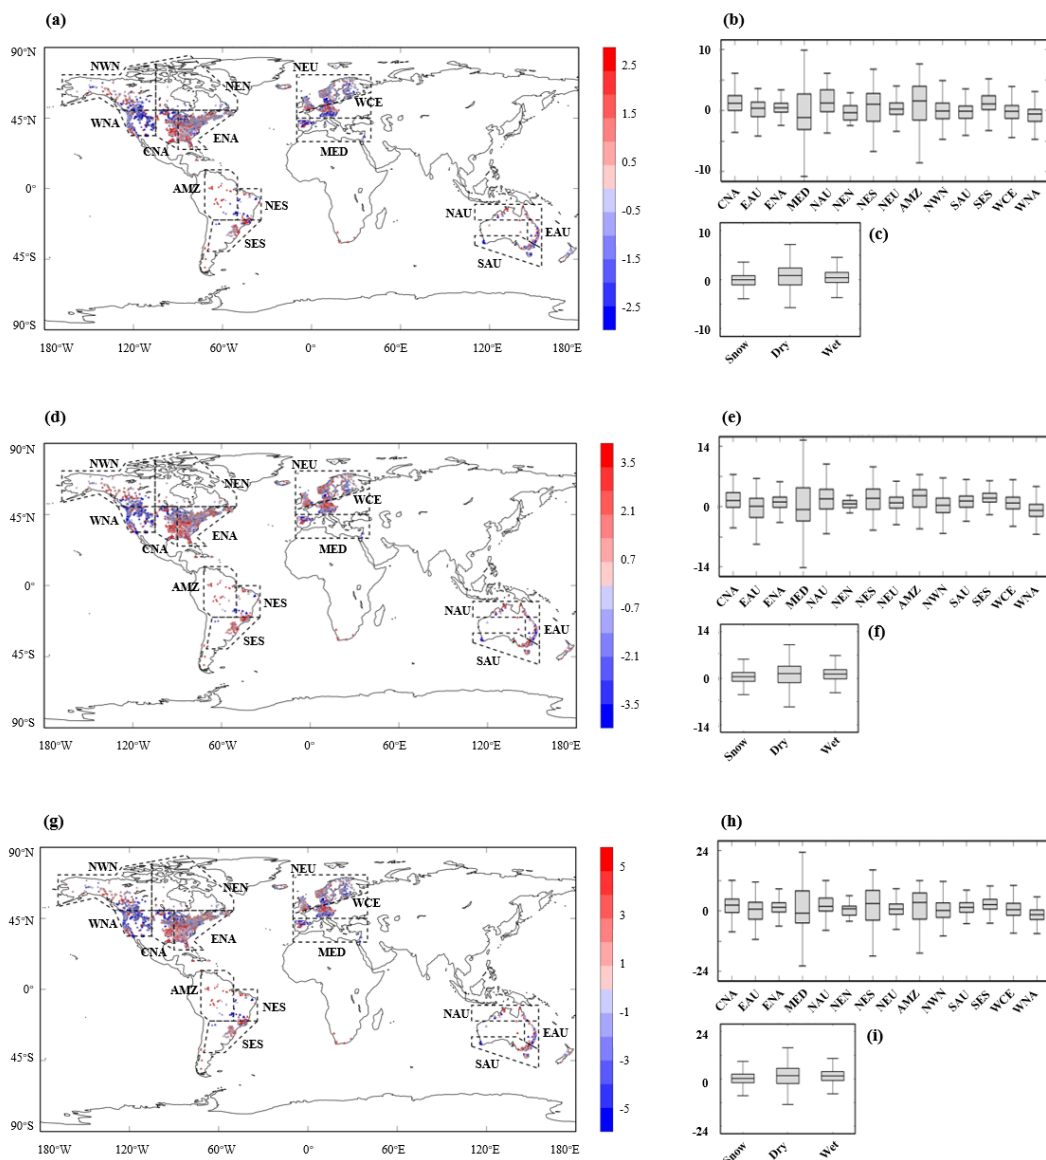 (a)
90°N
45°N
0°
45°S
90°S
180°W
120°W
60°W
0°
60°E
120°E
180°E
NWN
NEN
NEU
WCE
WNA
ENA
CNA
MED
AMZ
NES
SES
NAU
EAU
SAU
2.5
1.5
0.5
-0.5
-1.5
-2.5
(b)
10
0
-10
CNA
EAU
ENA
MED
NAU
NEN
NES
NEU
AMZ
NWN
SAU
SES
WCE
WNA
(c)
10
0
-10
Snow
Dry
Wet
(d)
90°N
45°N
0°
45°S
90°S
180°W
120°W
60°W
0°
60°E
120°E
180°E
NWN
NEN
NEU
WCE
WNA
ENA
CNA
MED
AMZ
NES
SES
NAU
EAU
SAU
3.5
2.1
0.7
-0.7
-2.1
-3.5
(e)
14
0
-14
CNA
EAU
ENA
MED
NAU
NEN
NES
NEU
AMZ
NWN
SAU
SES
WCE
WNA
(f)
14
0
-14
Snow
Dry
Wet
(g)
90°N
45°N
0°
45°S
90°S
180°W
120°W
60°W
0°
60°E
120°E
180°E
NWN
NEN
NEU
WCE
WNA
ENA
CNA
MED
AMZ
NES
SES
NAU
EAU
SAU
5
3
1
-1
-3
-5
(h)
24
0
-24
CNA
EAU
ENA
MED
NAU
NEN
NES
NEU
AMZ
NWN
SAU
SES
WCE
WNA
(i)
24
0
-24
Snow
Dry
Wet